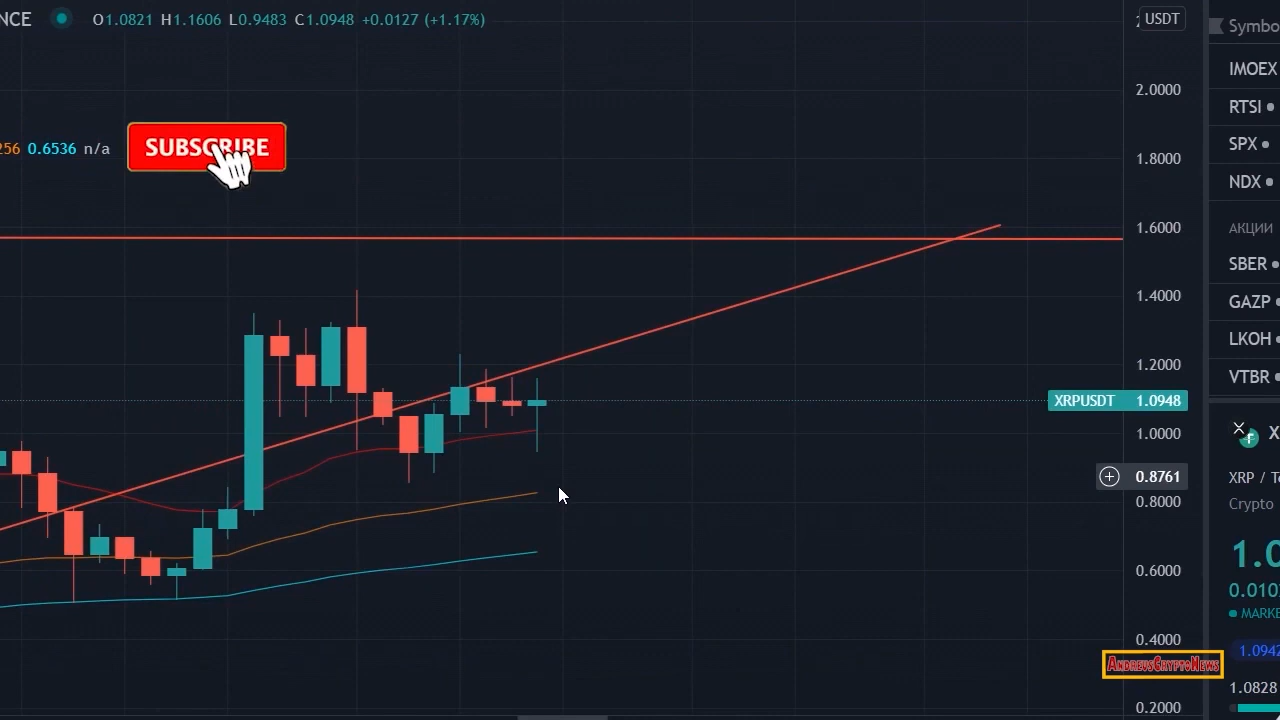 NCE O1.0821 H1.1606 L0.9483 C1.0948 +0.0127 (+1.17%)
USDT
Symbo
2.0000
IMOEX
RTSI
256 0.6536 n/a
SUBSCRIBE
1.8000
SPX
NDX
1.6000
АКЦИИ
SBER
1.4000
GAZP
LKOH
1.2000
VTBR
XRPUSDT 1.0948
1.0000
X
0.8761
XRP / Te
0.8000
Crypto
1.0
0.6000
0.010
MARKE
0.4000
1.0942
AndreusCryptoNews
1.0828
0.2000